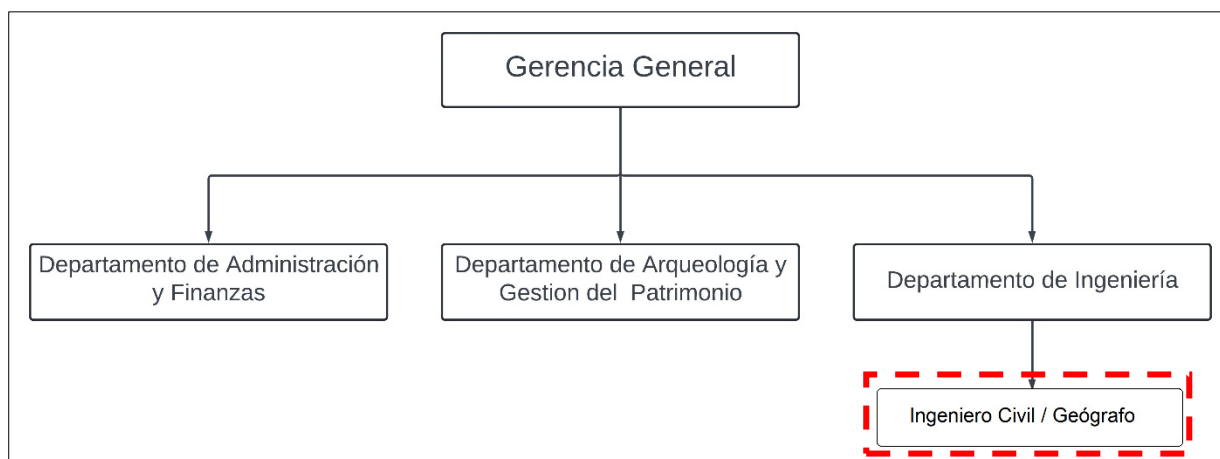 Gerencia General
Departamento de Administración
y Finanzas
Departamento de Arqueología y
Gestion del Patrimonio
Departamento de Ingeniería
Ingeniero Civil / Geógrafo